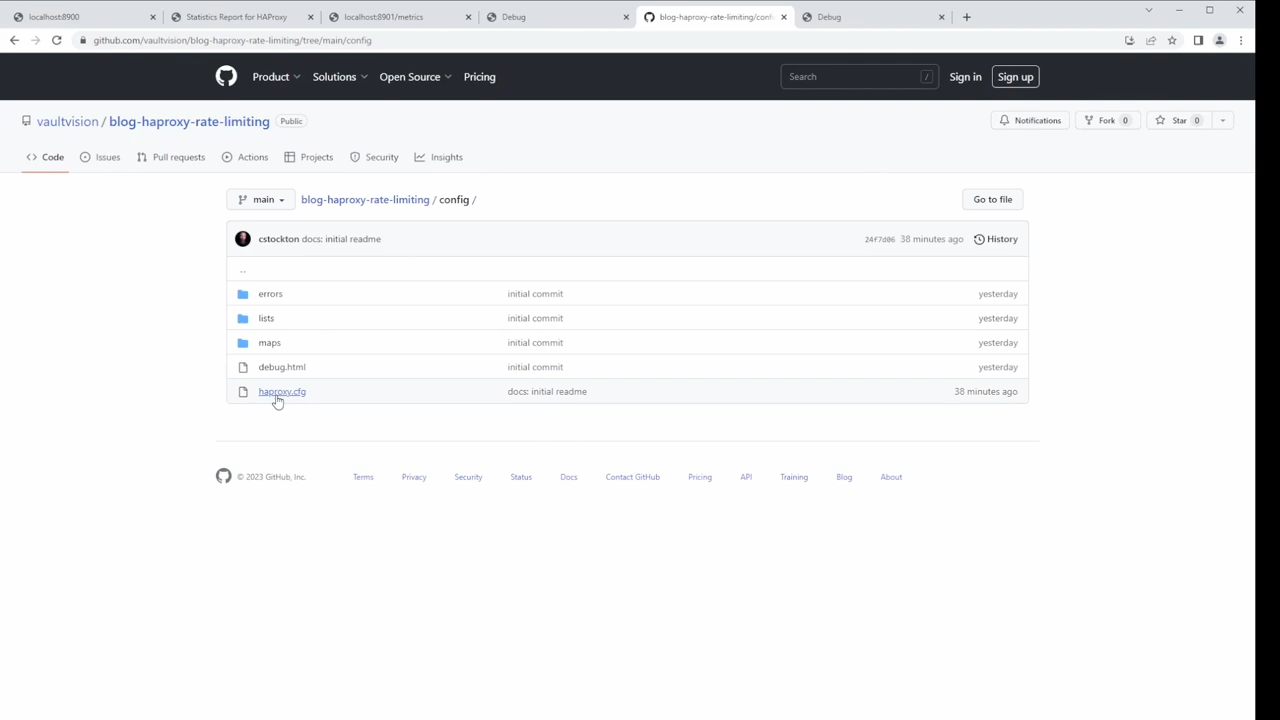 localhost:8900
Statistics Report for HAProxy
localhost:8901/metrics
Debug
blog-haproxy-rate-limiting/conf
Debug
github.com/vaultvision/blog-haproxy-rate-limiting/tree/main/config
Product
Solutions
Open Source
Pricing
Search /
Sign in
Sign up
vaultvision / blog-haproxy-rate-limiting Public
Notifications
Fork 0
Star 0
Code
Issues
Pull requests
Actions
Projects
Security
Insights
main
blog-haproxy-rate-limiting / config /
Go to file
cstockton docs: initial readme 24f7d06 38 minutes ago History
..
errors initial commit yesterday
lists initial commit yesterday
maps initial commit yesterday
debug.html initial commit yesterday
haproxy.cfg docs: initial readme 38 minutes ago
© 2023 GitHub, Inc. Terms Privacy Security Status Docs Contact GitHub Pricing API Training Blog About